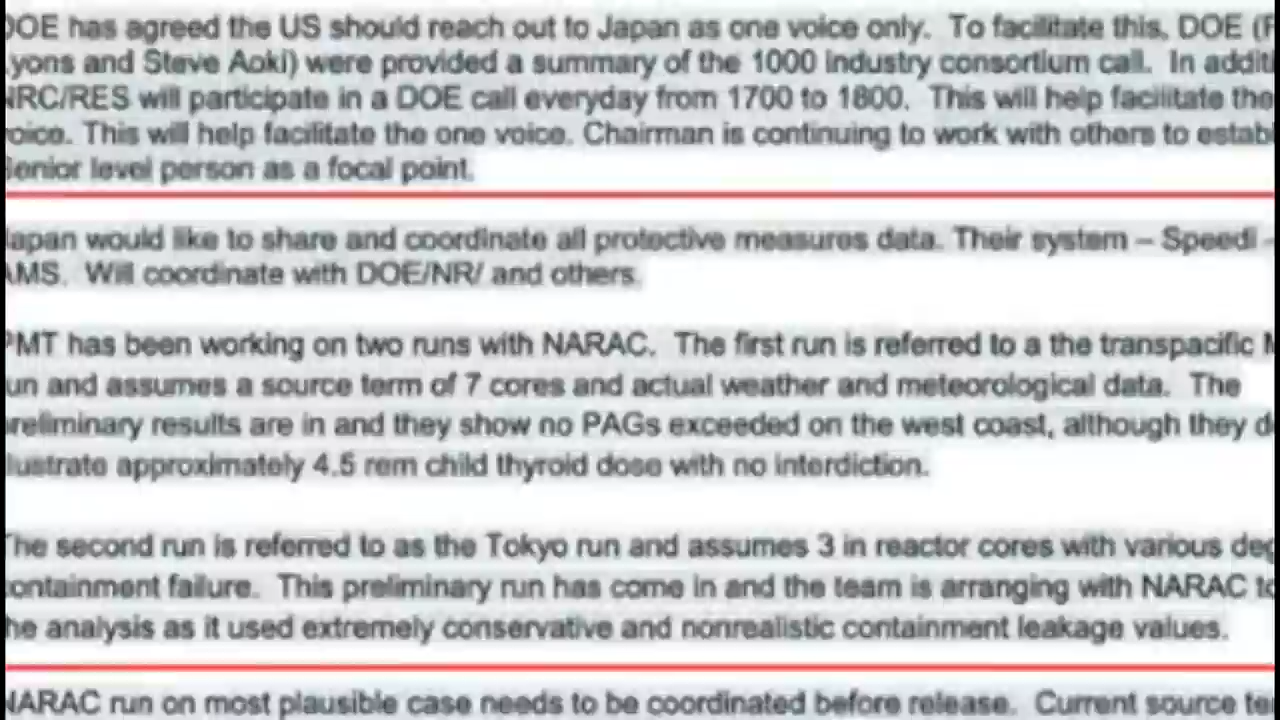 DOE has agreed the US should reach out to Japan as one voice only. To facilitate this, DOE (P
Lyons and Steve Aoki) were provided a summary of the 1000 industry consortium call. In additi
NRC/RES will participate in a DOE call everyday from 1700 to 1800. This will help facilitate the
voice. This will help facilitate the one voice. Chairman is continuing to work with others to estab
Senior level person as a focal point.
Japan would like to share and coordinate all protective measures data. Their system – Speedi –
AMS. Will coordinate with DOE/NR/ and others.
PMT has been working on two runs with NARAC. The first run is referred to a the transpacific
run and assumes a source term of 7 cores and actual weather and meteorological data. The
preliminary results are in and they show no PAGs exceeded on the west coast, although they d
llustrate approximately 4.5 rem child thyroid dose with no interdiction.
The second run is referred to as the Tokyo run and assumes 3 in reactor cores with various deg
containment failure. This preliminary run has come in and the team is arranging with NARAC to
the analysis as it used extremely conservative and nonrealistic containment leakage values.
NARAC run on most plausible case needs to be coordinated before release. Current source te